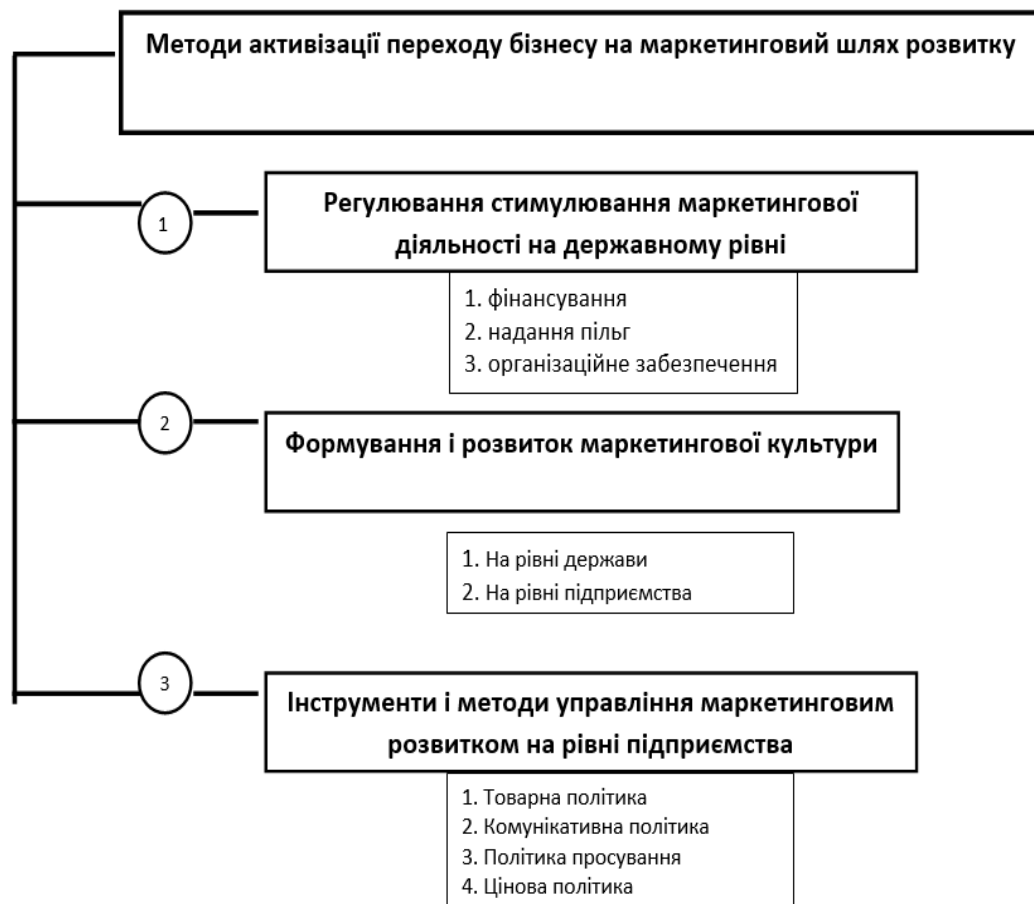 Методи активізації переходу бізнесу на маркетинговий шлях розвитку
1
Регулювання стимулювання маркетингової
діяльності на державному рівні
1. фінансування
2. надання пільг
3. організаційне забезпечення
2
Формування і розвиток маркетингової культури
1. На рівні держави
2. На рівні підприємства
3
Інструменти і методи управління маркетинговим
розвитком на рівні підприємства
1. Товарна політика
2. Комунікативна політика
3. Політика просування
4. Цінова політика